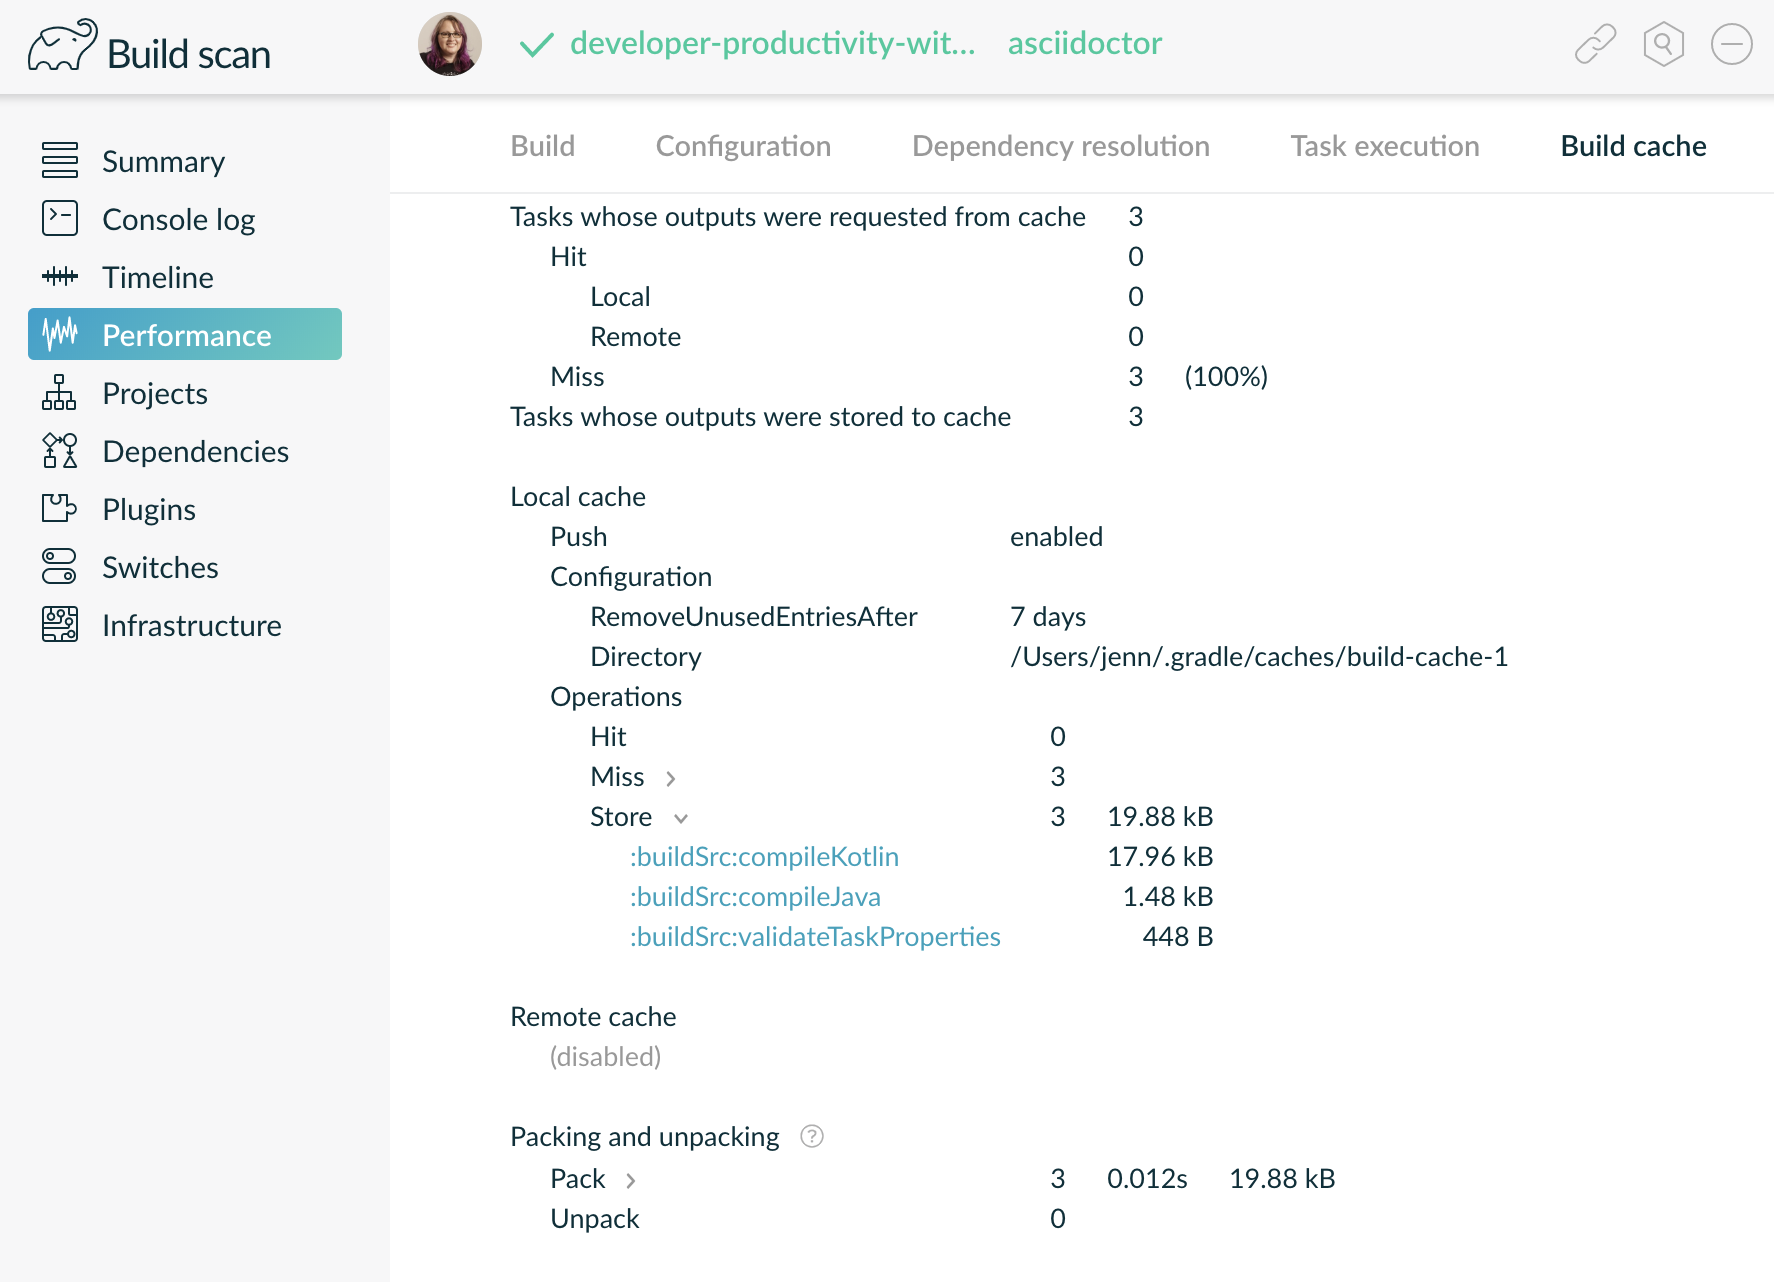 Build scan
developer-productivity-wit... asciidoctor
Summary
Console log
Timeline
Performance
Projects
Dependencies
Plugins
Switches
Infrastructure
Build Configuration Dependency resolution Task execution Build cache
Tasks whose outputs were requested from cache 3
Hit 0
Local 0
Remote 0
Miss 3 (100%)
Tasks whose outputs were stored to cache 3
Local cache
Push enabled
Configuration
RemoveUnusedEntriesAfter 7 days
Directory /Users/jenn/.gradle/caches/build-cache-1
Operations
Hit 0
Miss 3
Store 3 19.88 kB
:buildSrc:compileKotlin 17.96 kB
:buildSrc:compileJava 1.48 kB
:buildSrc:validateTaskProperties 448 B
Remote cache
(disabled)
Packing and unpacking ?
Pack 3 0.012s 19.88 kB
Unpack 0